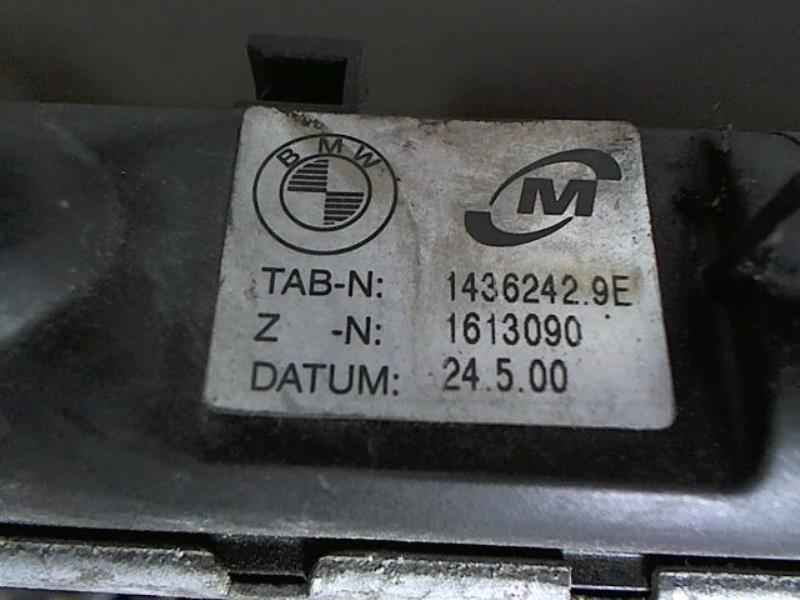 BMW
M
TAB-N: 1436242.9E
Z -N: 1613090
DATUM: 24.5.00